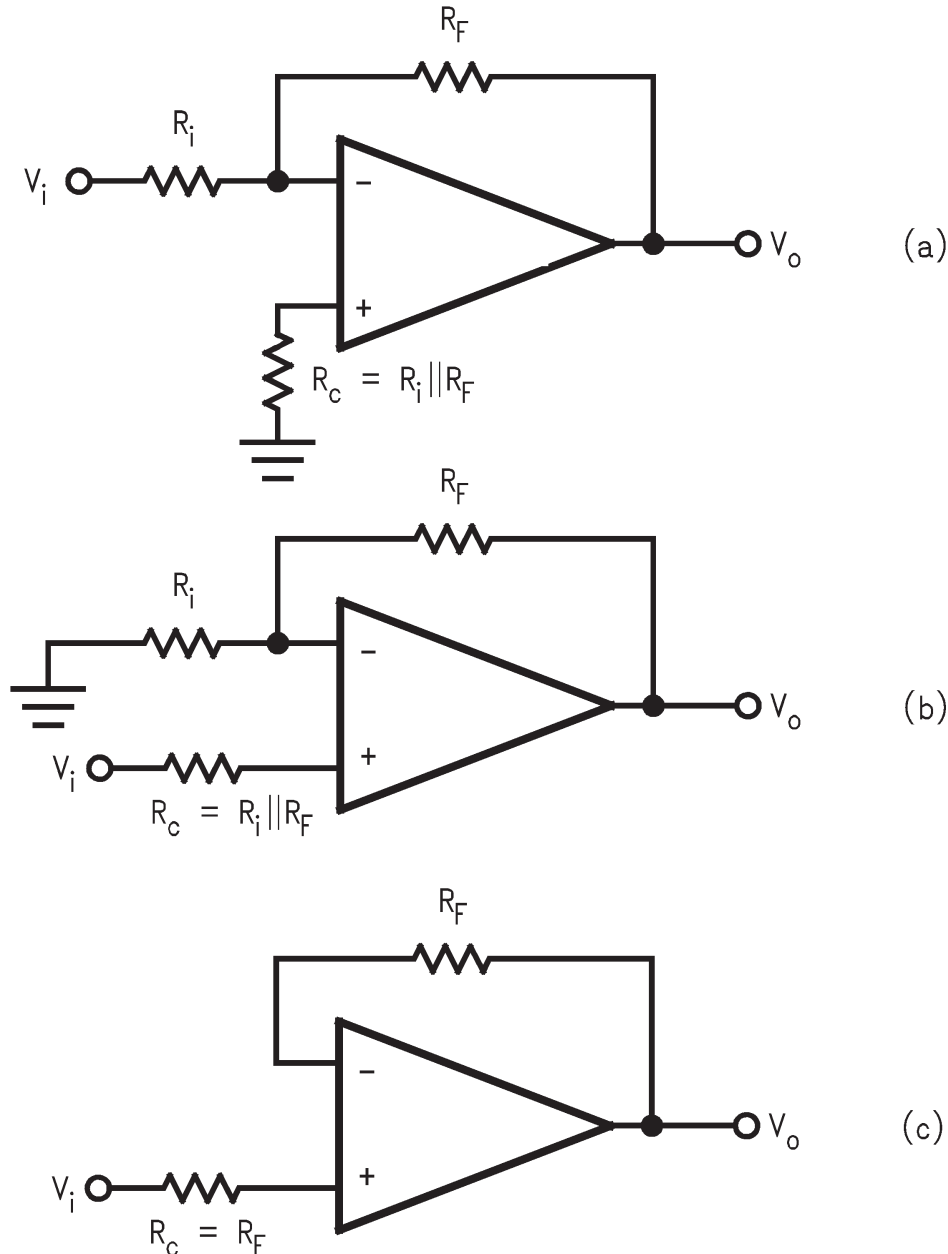 R_F
R_i
V_i
−
V_o
(a)
+
R_c = R_i||R_F
R_F
R_i
−
V_o
(b)
+
V_i
R_c = R_i||R_F
R_F
−
V_o
(c)
+
V_i
R_c = R_F